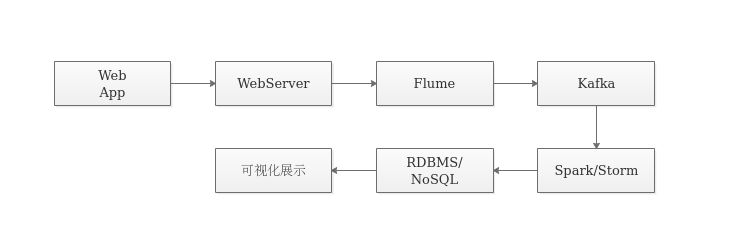 Web
App
WebServer
Flume
Kafka
可视化展示
RDBMS/
NoSQL
Spark/Storm